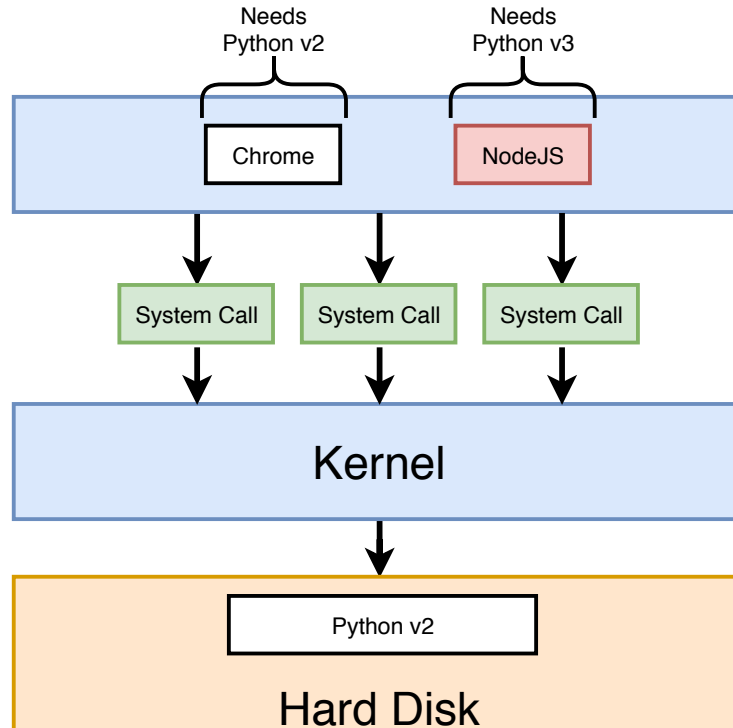 Needs
Python v2
Needs
Python v3
Chrome
NodeJS
System Call
System Call
System Call
Kernel
Python v2
Hard Disk